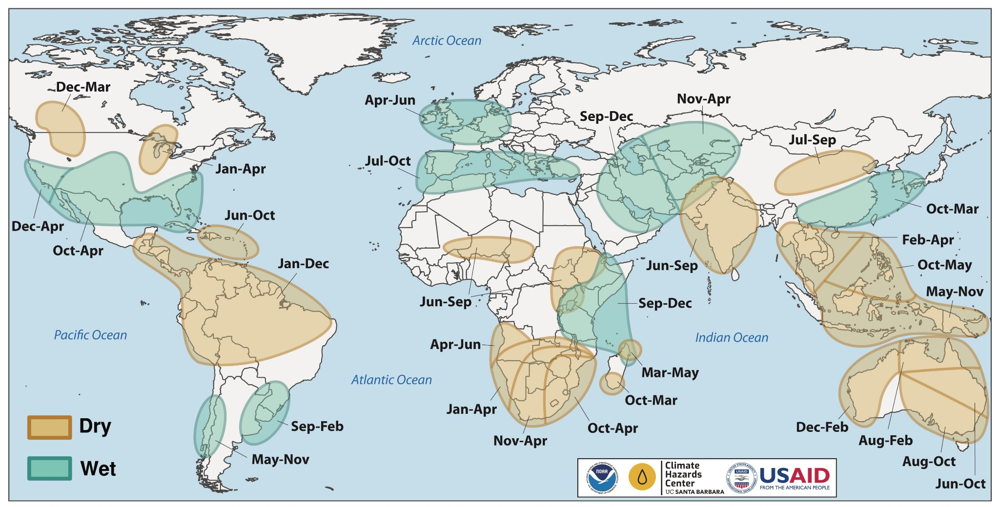 Arctic Ocean
Dec-Mar
Apr-Jun
Nov-Apr
Sep-Dec
Jul-Sep
Jul-Oct
Jan-Apr
Oct-Mar
Jun-Oct
Dec-Apr
Feb-Apr
Oct-Apr
Jan-Dec
Jun-Sep
Oct-May
May-Nov
Jun-Sep
Sep-Dec
Pacific Ocean
Indian Ocean
Apr-Jun
Mar-May
Atlantic Ocean
Oct-Mar
Jan-Apr
Dry
Sep-Feb
Oct-Apr
Dec-Feb
Nov-Apr
Aug-Feb
May-Nov
Aug-Oct
Wet
Jun-Oct
NOAA
Climate
Hazards
Center
UC SANTA BARBARA
USAID
USAID
FROM THE AMERICAN PEOPLE